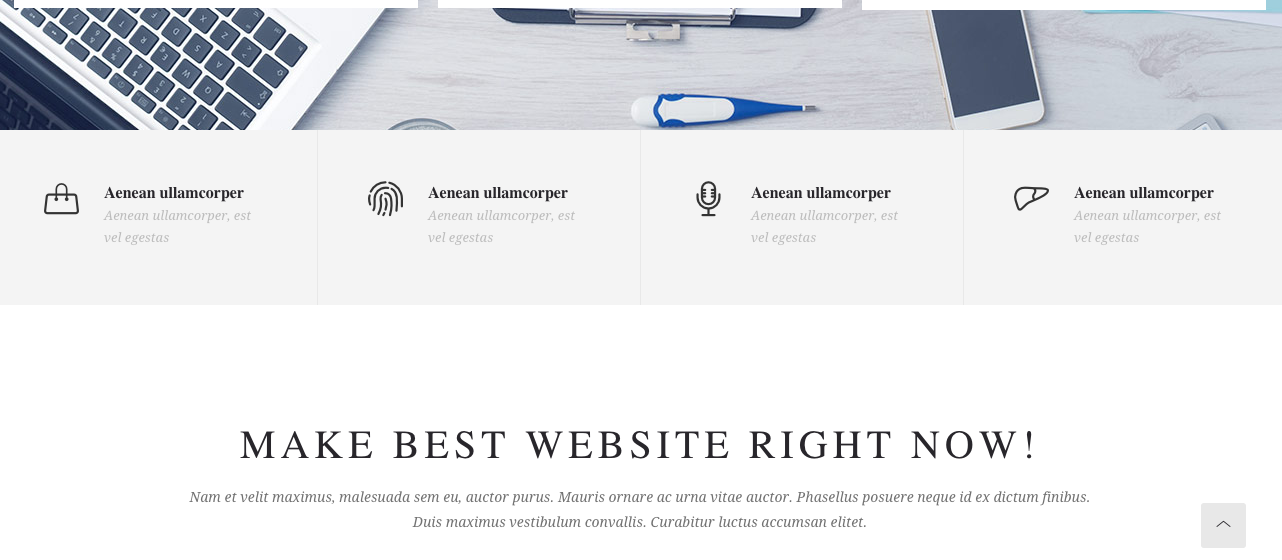 Aenean ullamcorper
Aenean ullamcorper, est
vel egestas
Aenean ullamcorper
Aenean ullamcorper, est
vel egestas
Aenean ullamcorper
Aenean ullamcorper, est
vel egestas
Aenean ullamcorper
Aenean ullamcorper, est
vel egestas
MAKE BEST WEBSITE RIGHT NOW!
Nam et velit maximus, malesuada sem eu, auctor purus. Mauris ornare ac urna vitae auctor. Phasellus posuere neque id ex dictum finibus.
Duis maximus vestibulum convallis. Curabitur luctus accumsan elitet.